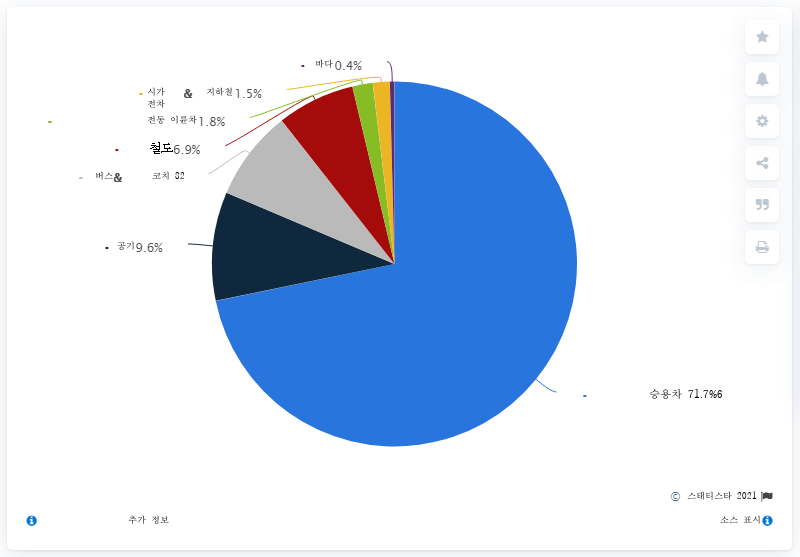 바다 0.4%
시가 & 지하철 1.5%
전차
전동 이륜차 1.8%
철도 6.9%
버스& 코치 82
공기 9.6%
승용차 71.7%6
© 스태티스타 2021
추가 정보
소스 표시